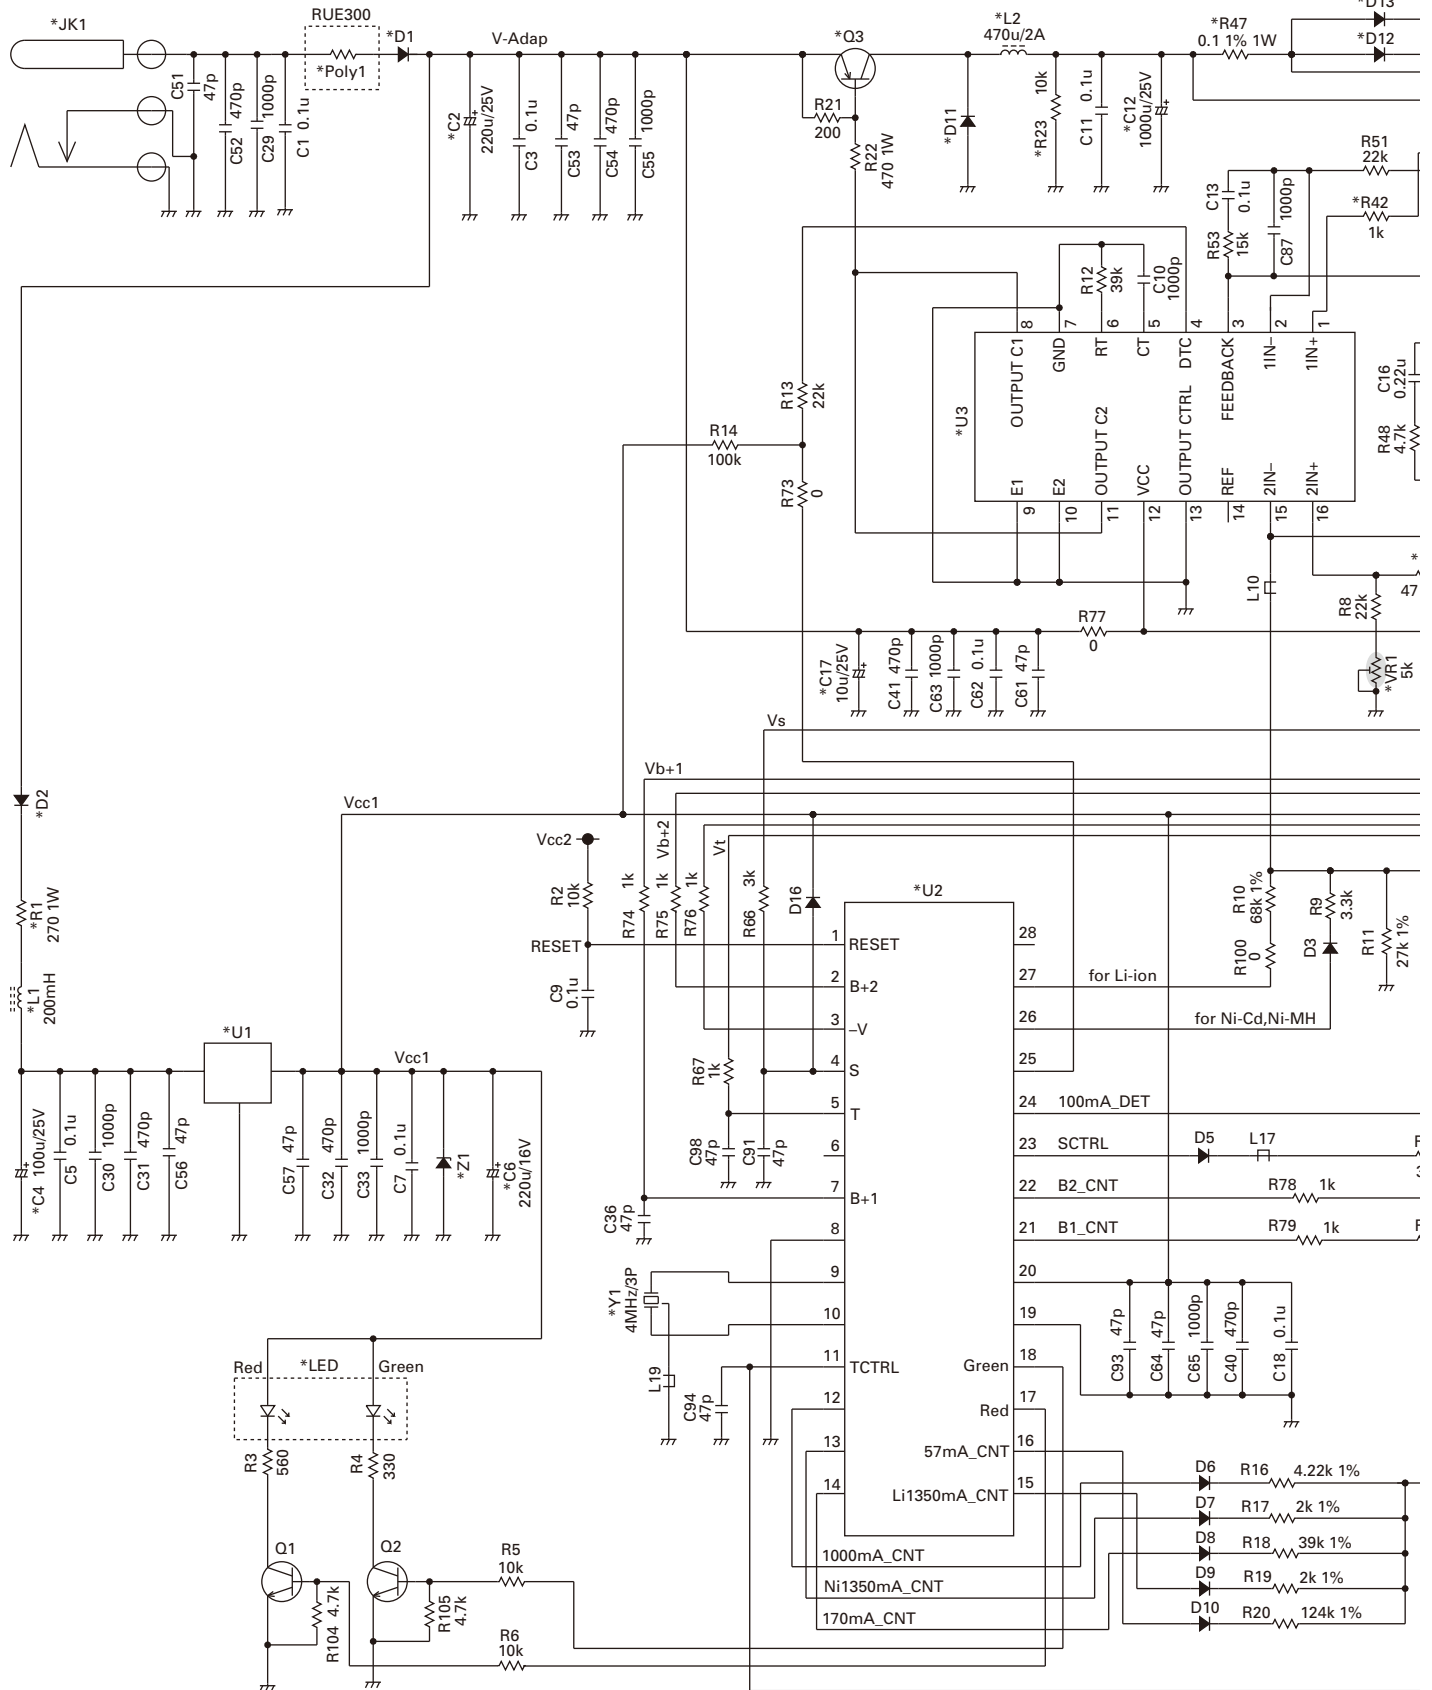 *JK1
RUE300
*Poly1
*D1
V-Adap
*Q3
*L2
470u/2A
*R47
0.1 1% 1W
*D13
*D12
C51
47p
C52 470p
C29 1000p
C1 0.1u
*C2
220u/25V
C3 0.1u
C53 47p
C54 470p
C55 1000p
R21
200
R22
470 1W
*D11
*R23 10k
C11 0.1u
*C12
1000u/25V
R51
22k
*R42
1k
C13
0.1u
R53
15k
C87 1000p
R12
39k
C10
1000p
8
7
6
5
4
3
2
1
OUTPUT C1
GND
RT
CT
DTC
FEEDBACK
1IN-
1IN+
*U3
E1
E2
OUTPUT C2
VCC
OUTPUT CTRL
REF
2IN-
2IN+
9
10
11
12
13
14
15
16
C16
0.22u
R48
4.7k
R13
22k
R14
100k
R73
0
L10
*
47
R8
22k
*VR1
5k
R77
0
*C17
10u/25V
C41 470p
C63 1000p
C62 0.1u
C61 47p
Vs
Vb+1
Vcc1
Vcc2
Vb+2
Vt
*D2
*R1
270 1W
*L1
200mH
R2
10k
RESET
C9
0.1u
R74 1k
R75 1k
R76 1k
R66 3k
D16
*U2
R10
68k 1%
R100
0
R9
3.3k
D3
R11
27k 1%
1 RESET
2 B+2
3 –V
4 S
5 T
6
7 B+1
8
9
10
11 TCTRL
12
13
14
28
27 for Li-ion
26 for Ni-Cd,Ni-MH
25
24 100mA_DET
23 SCTRL
22 B2_CNT
21 B1_CNT
20
19
18 Green
17 Red
16 57mA_CNT
15 Li1350mA_CNT
R67
1k
C98
47p
C91
47p
C36
47p
D5
L17
R78 1k
R79 1k
*U1
Vcc1
*C4 100u/25V
C5 0.1u
C30 1000p
C31 470p
C56 47p
C57 47p
C32 470p
C33 1000p
C7 0.1u
*Z1
*C6
220u/16V
*Y1
4MHz/3P
L19
C94
47p
C93 47p
C64 47p
C65 1000p
C40 470p
C18 0.1u
Red
*LED
Green
R3
560
R4
330
Q1
Q2
R104 4.7k
R105
4.7k
R5
10k
R6
10k
1000mA_CNT
Ni1350mA_CNT
170mA_CNT
D6 R16 4.22k 1%
D7 R17 2k 1%
D8 R18 39k 1%
D9 R19 2k 1%
D10 R20 124k 1%